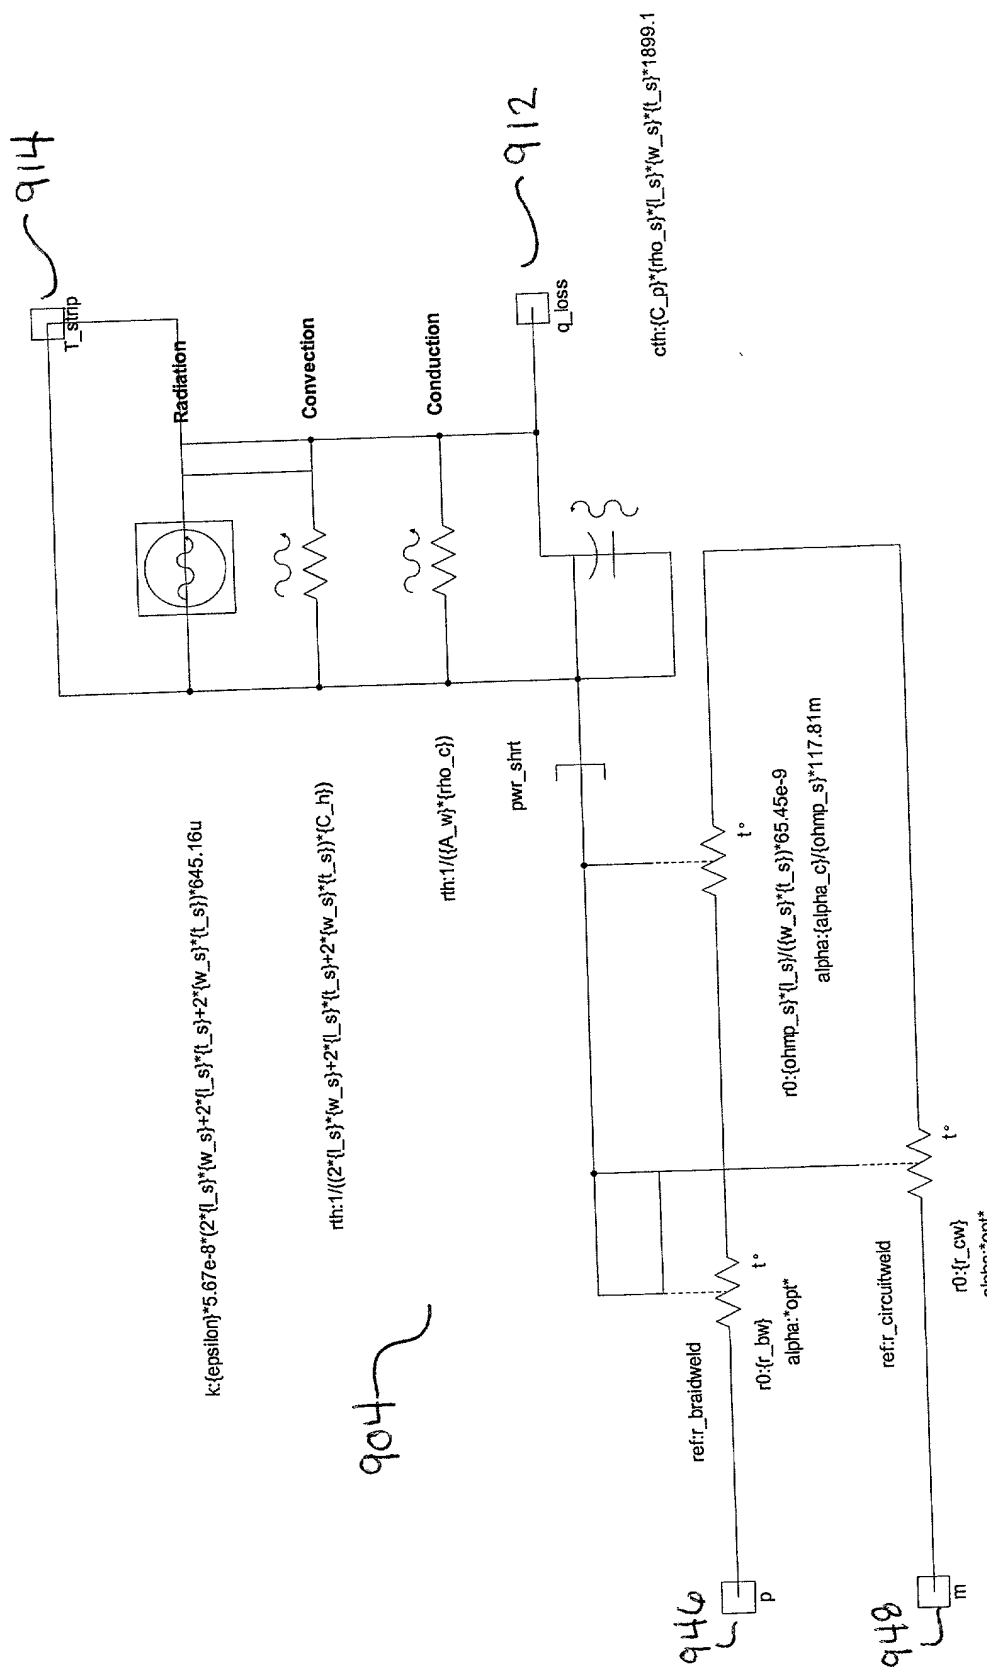 914
T_strip
Radiation
Convection
Conduction
912
q_loss
cth:{C_p}*{rho_s}*{l_s}*{w_s}*{t_s}*1899.1
k:{epsilon}*5.67e-8*(2*{l_s}*{w_s}+2*{l_s}*{t_s}+2*{w_s}*{t_s})*645.16u
rth:1/((2*{l_s}*{w_s}+2*{l_s}*{t_s}+2*{w_s}*{t_s})*{C_h})
rth:1/({A_w}*{rho_c})
pwr_shrt
904
t°
r0:{ohmp_s}*{l_s}/({w_s}*{t_s})*65.45e-9
alpha:{alpha_c}/{ohmp_s}*117.81m
ref:r_braidweld
t°
r0:{r_bw}
alpha:*opt*
ref:r_circuitweld
t°
r0:{r_cw}
alpha:*opt*
946
p
948
m